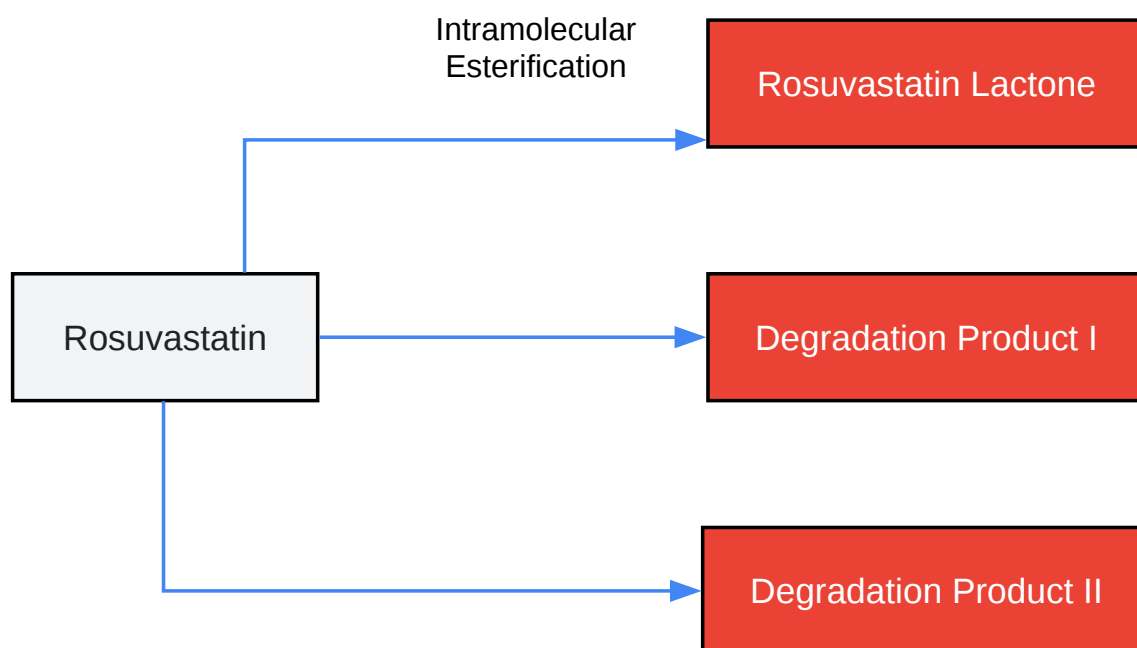 Intramolecular
Esterification
Rosuvastatin Lactone
Rosuvastatin
Degradation Product I
Degradation Product II